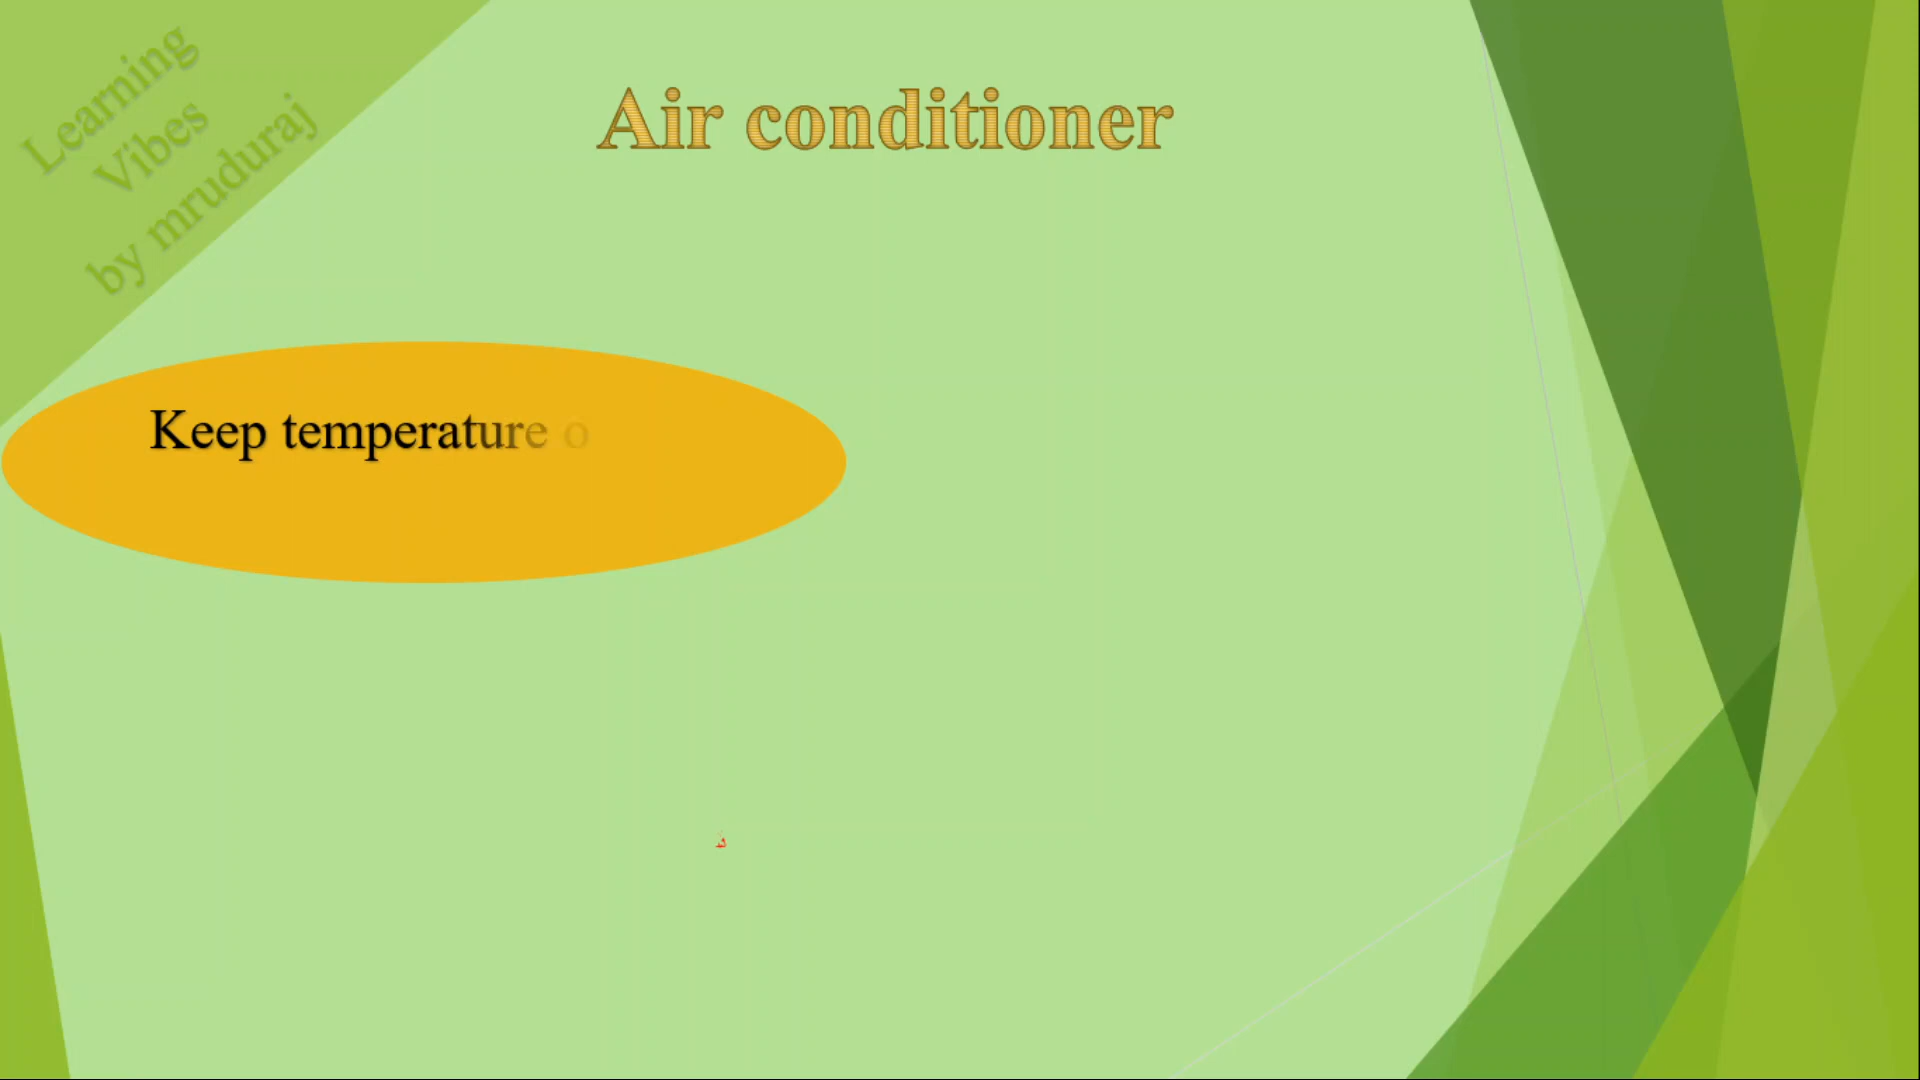 Learning
Vibes
by mruduraj
Air conditioner
Keep temperature o